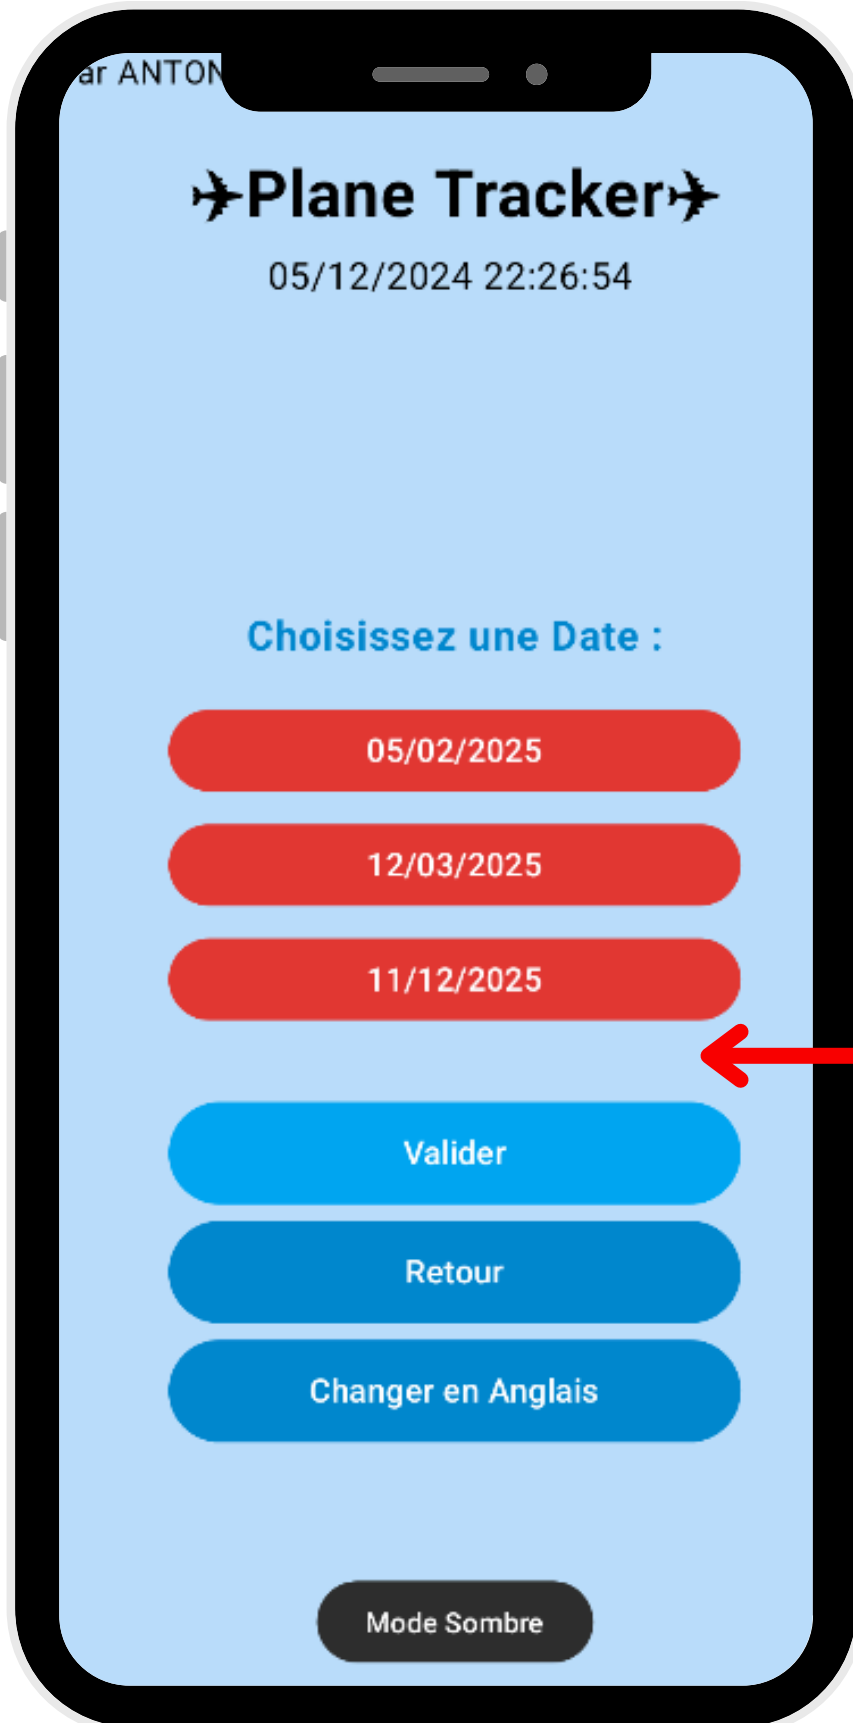 ar ANTON
✈Plane Tracker✈
05/12/2024 22:26:54
Choisissez une Date :
05/02/2025
12/03/2025
11/12/2025
Valider
Retour
Changer en Anglais
Mode Sombre